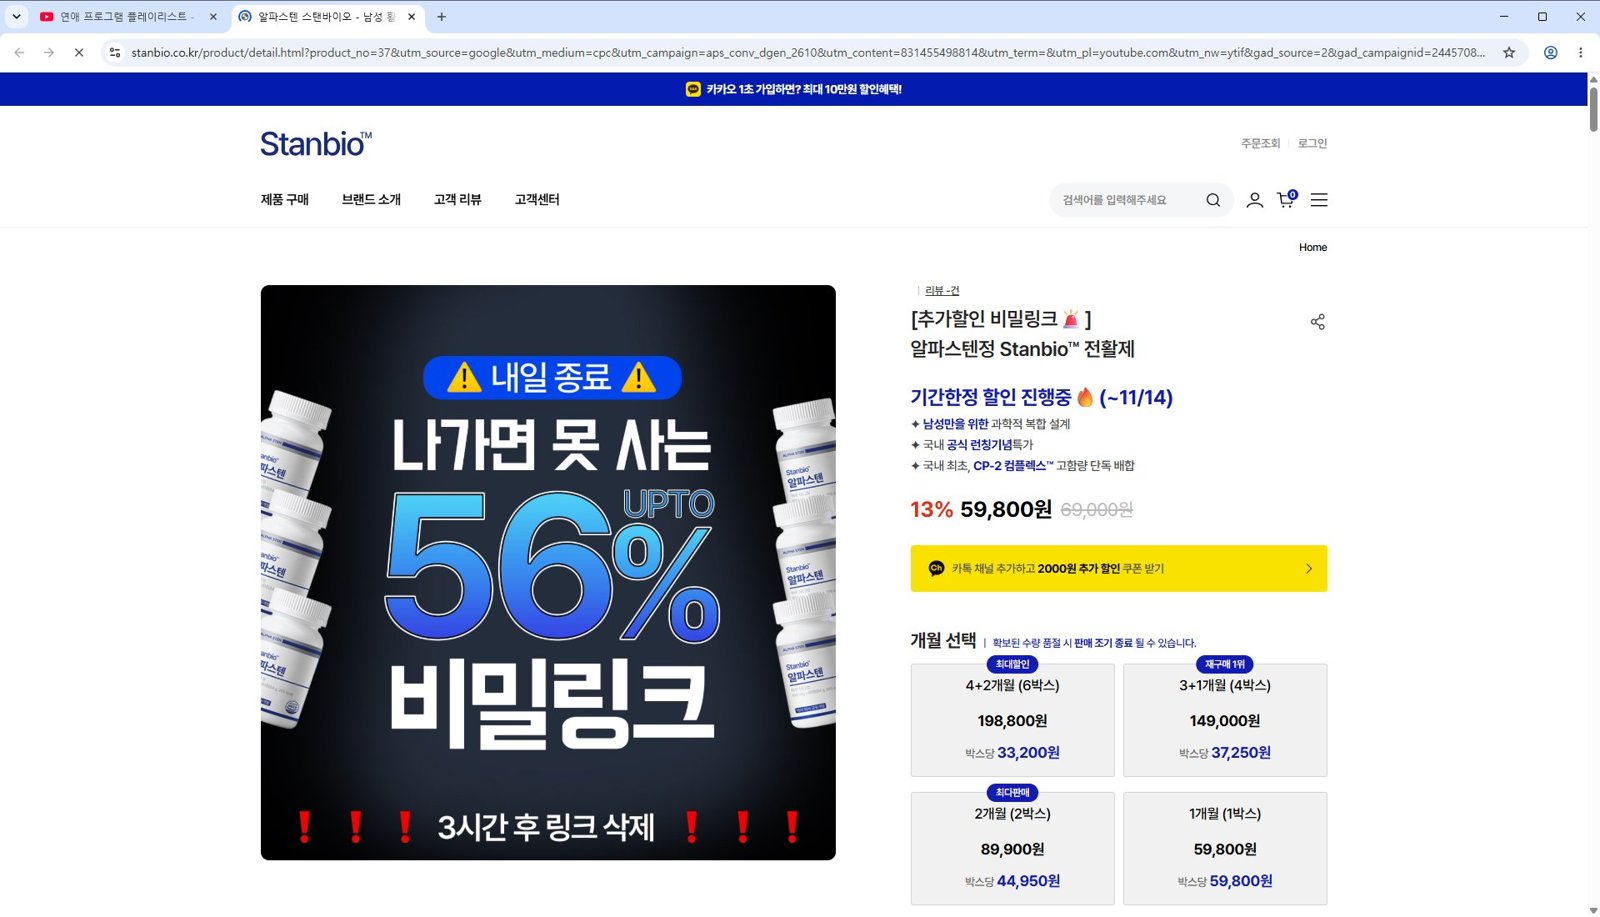 연애 프로그램 플레이리스트 -
알파스텐 스탠바이오 - 남성 활
stanbio.co.kr/product/detail.html?product_no=37&utm_source=google&utm_medium=cpc&utm_campaign=aps_conv_dgen_2610&utm_content=831455498814&utm_term=&utm_pl=youtube.com&utm_nw=ytif&gad_source=2&gad_campaignid=2445708...
카카오 1초 가입하면? 최대 10만원 할인혜택!
Stanbio™
주문조회 로그인
제품 구매 브랜드 소개 고객 리뷰 고객센터
검색어를 입력해주세요
0
Home
⚠ 내일 종료 ⚠
나가면 못 사는
UPTO
56%
비밀링크
❗ ❗ ❗ 3시간 후 링크 삭제 ❗ ❗ ❗
Stanbio
알파스텐
Stanbio
알파스텐
Stanbio
알파스텐
| 리뷰 -건
[추가할인 비밀링크🚨 ]
알파스텐정 Stanbio™ 전활제
기간한정 할인 진행중🔥 (~11/14)
✦ 남성만을 위한 과학적 복합 설계
✦ 국내 공식 런칭기념특가
✦ 국내 최초, CP-2 컴플렉스™ 고함량 단독 배합
13% 59,800원 69,000원
Ch 카톡 채널 추가하고 2000원 추가 할인 쿠폰 받기
개월 선택 | 확보된 수량 품절 시 판매 조기 종료 될 수 있습니다.
최대할인
4+2개월 (6박스)
198,800원
박스당 33,200원
재구매 1위
3+1개월 (4박스)
149,000원
박스당 37,250원
최다판매
2개월 (2박스)
89,900원
박스당 44,950원
1개월 (1박스)
59,800원
박스당 59,800원